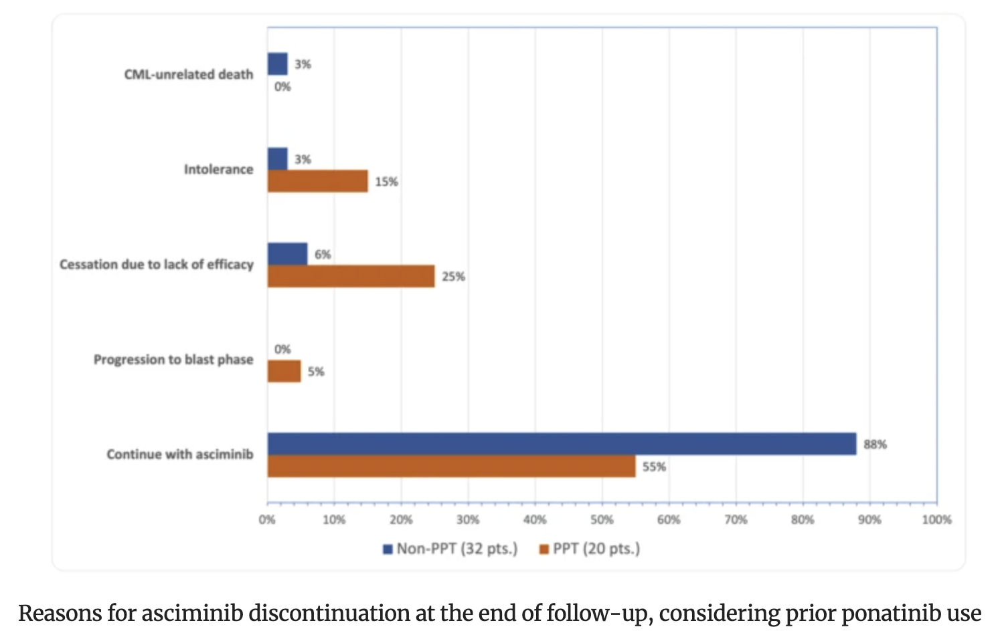 CML-unrelated death
3%
0%
Intolerance
3%
15%
Cessation due to lack of efficacy
6%
25%
Progression to blast phase
0%
5%
Continue with asciminib
88%
55%
0% 10% 20% 30% 40% 50% 60% 70% 80% 90% 100%
Non-PPT (32 pts.) PPT (20 pts.)
Reasons for asciminib discontinuation at the end of follow-up, considering prior ponatinib use